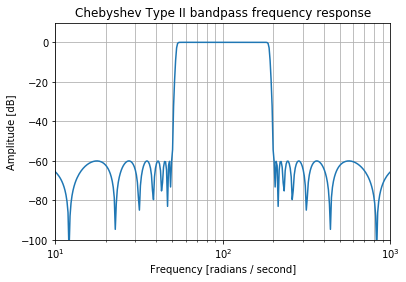 Chebyshev Type II bandpass frequency response
Amplitude [dB]
0
−20
−40
−60
−80
−100
10¹ 10² 10³
Frequency [radians / second]